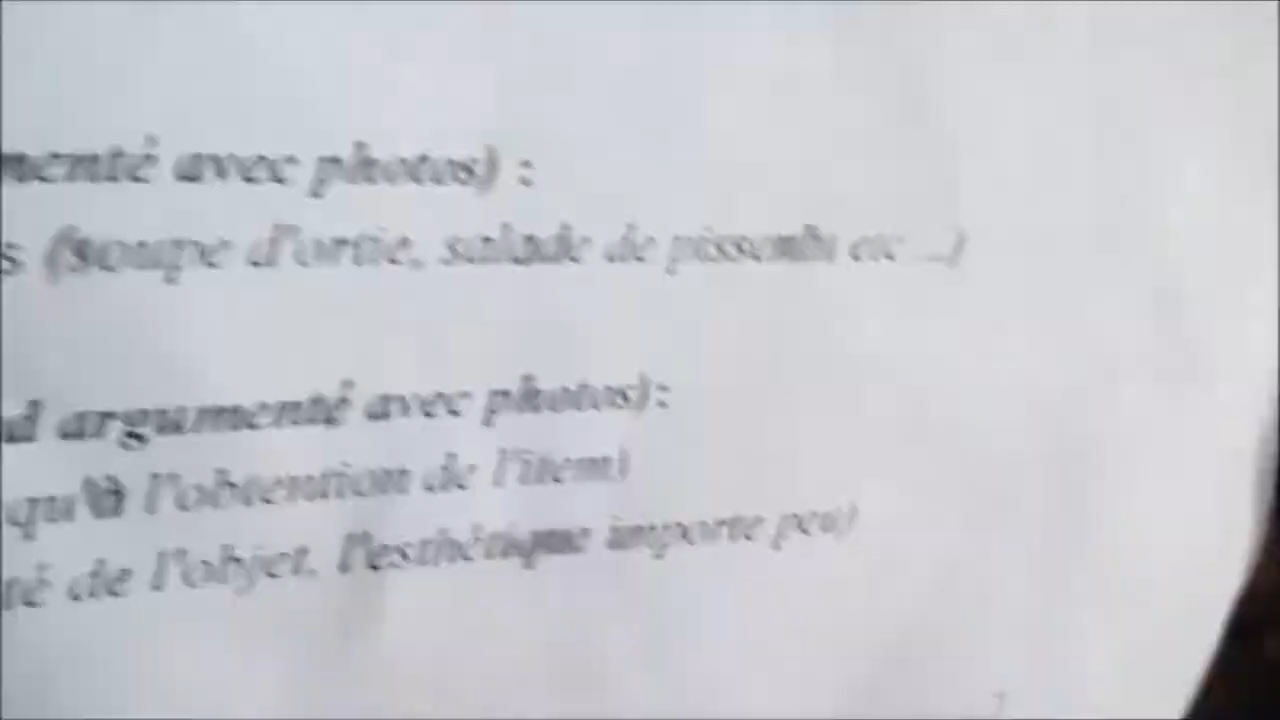 menté avec photos) :
s (soupe d'ortie, salade de pissenlis etc ...)
d argumenté avec photos):
qu'à l'obtention de l'item)
té de l'objet, l'esthétique importe peu)